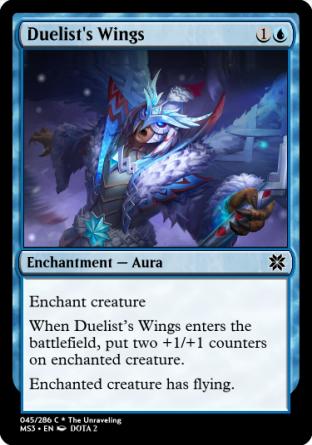 Duelist's Wings 1
Enchantment — Aura
Enchant creature
When Duelist's Wings enters the
battlefield, put two +1/+1 counters
on enchanted creature.
Enchanted creature has flying.
045/286 C * The Unraveling
MS3 • EN DOTA 2